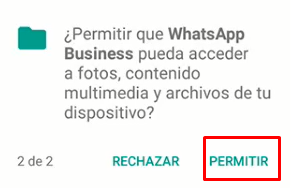 ¿Permitir que WhatsApp
Business pueda acceder
a fotos, contenido
multimedia y archivos de tu
dispositivo?
2 de 2 RECHAZAR PERMITIR